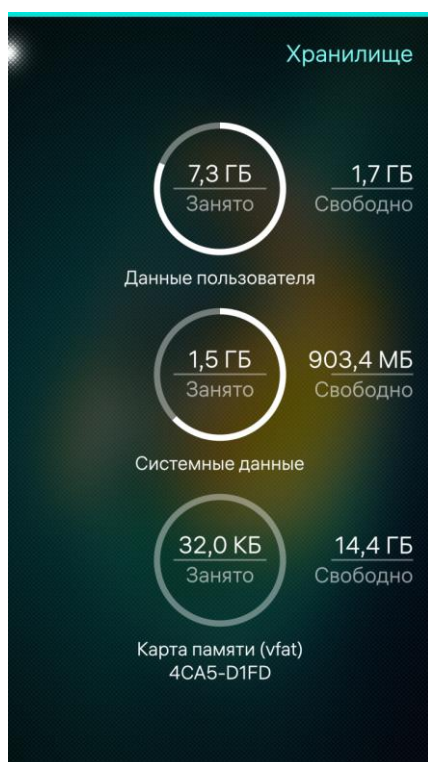 Хранилище
7,3 ГБ
Занято
1,7 ГБ
Свободно
Данные пользователя
1,5 ГБ
Занято
903,4 МБ
Свободно
Системные данные
32,0 КБ
Занято
14,4 ГБ
Свободно
Карта памяти (vfat)
4CA5-D1FD